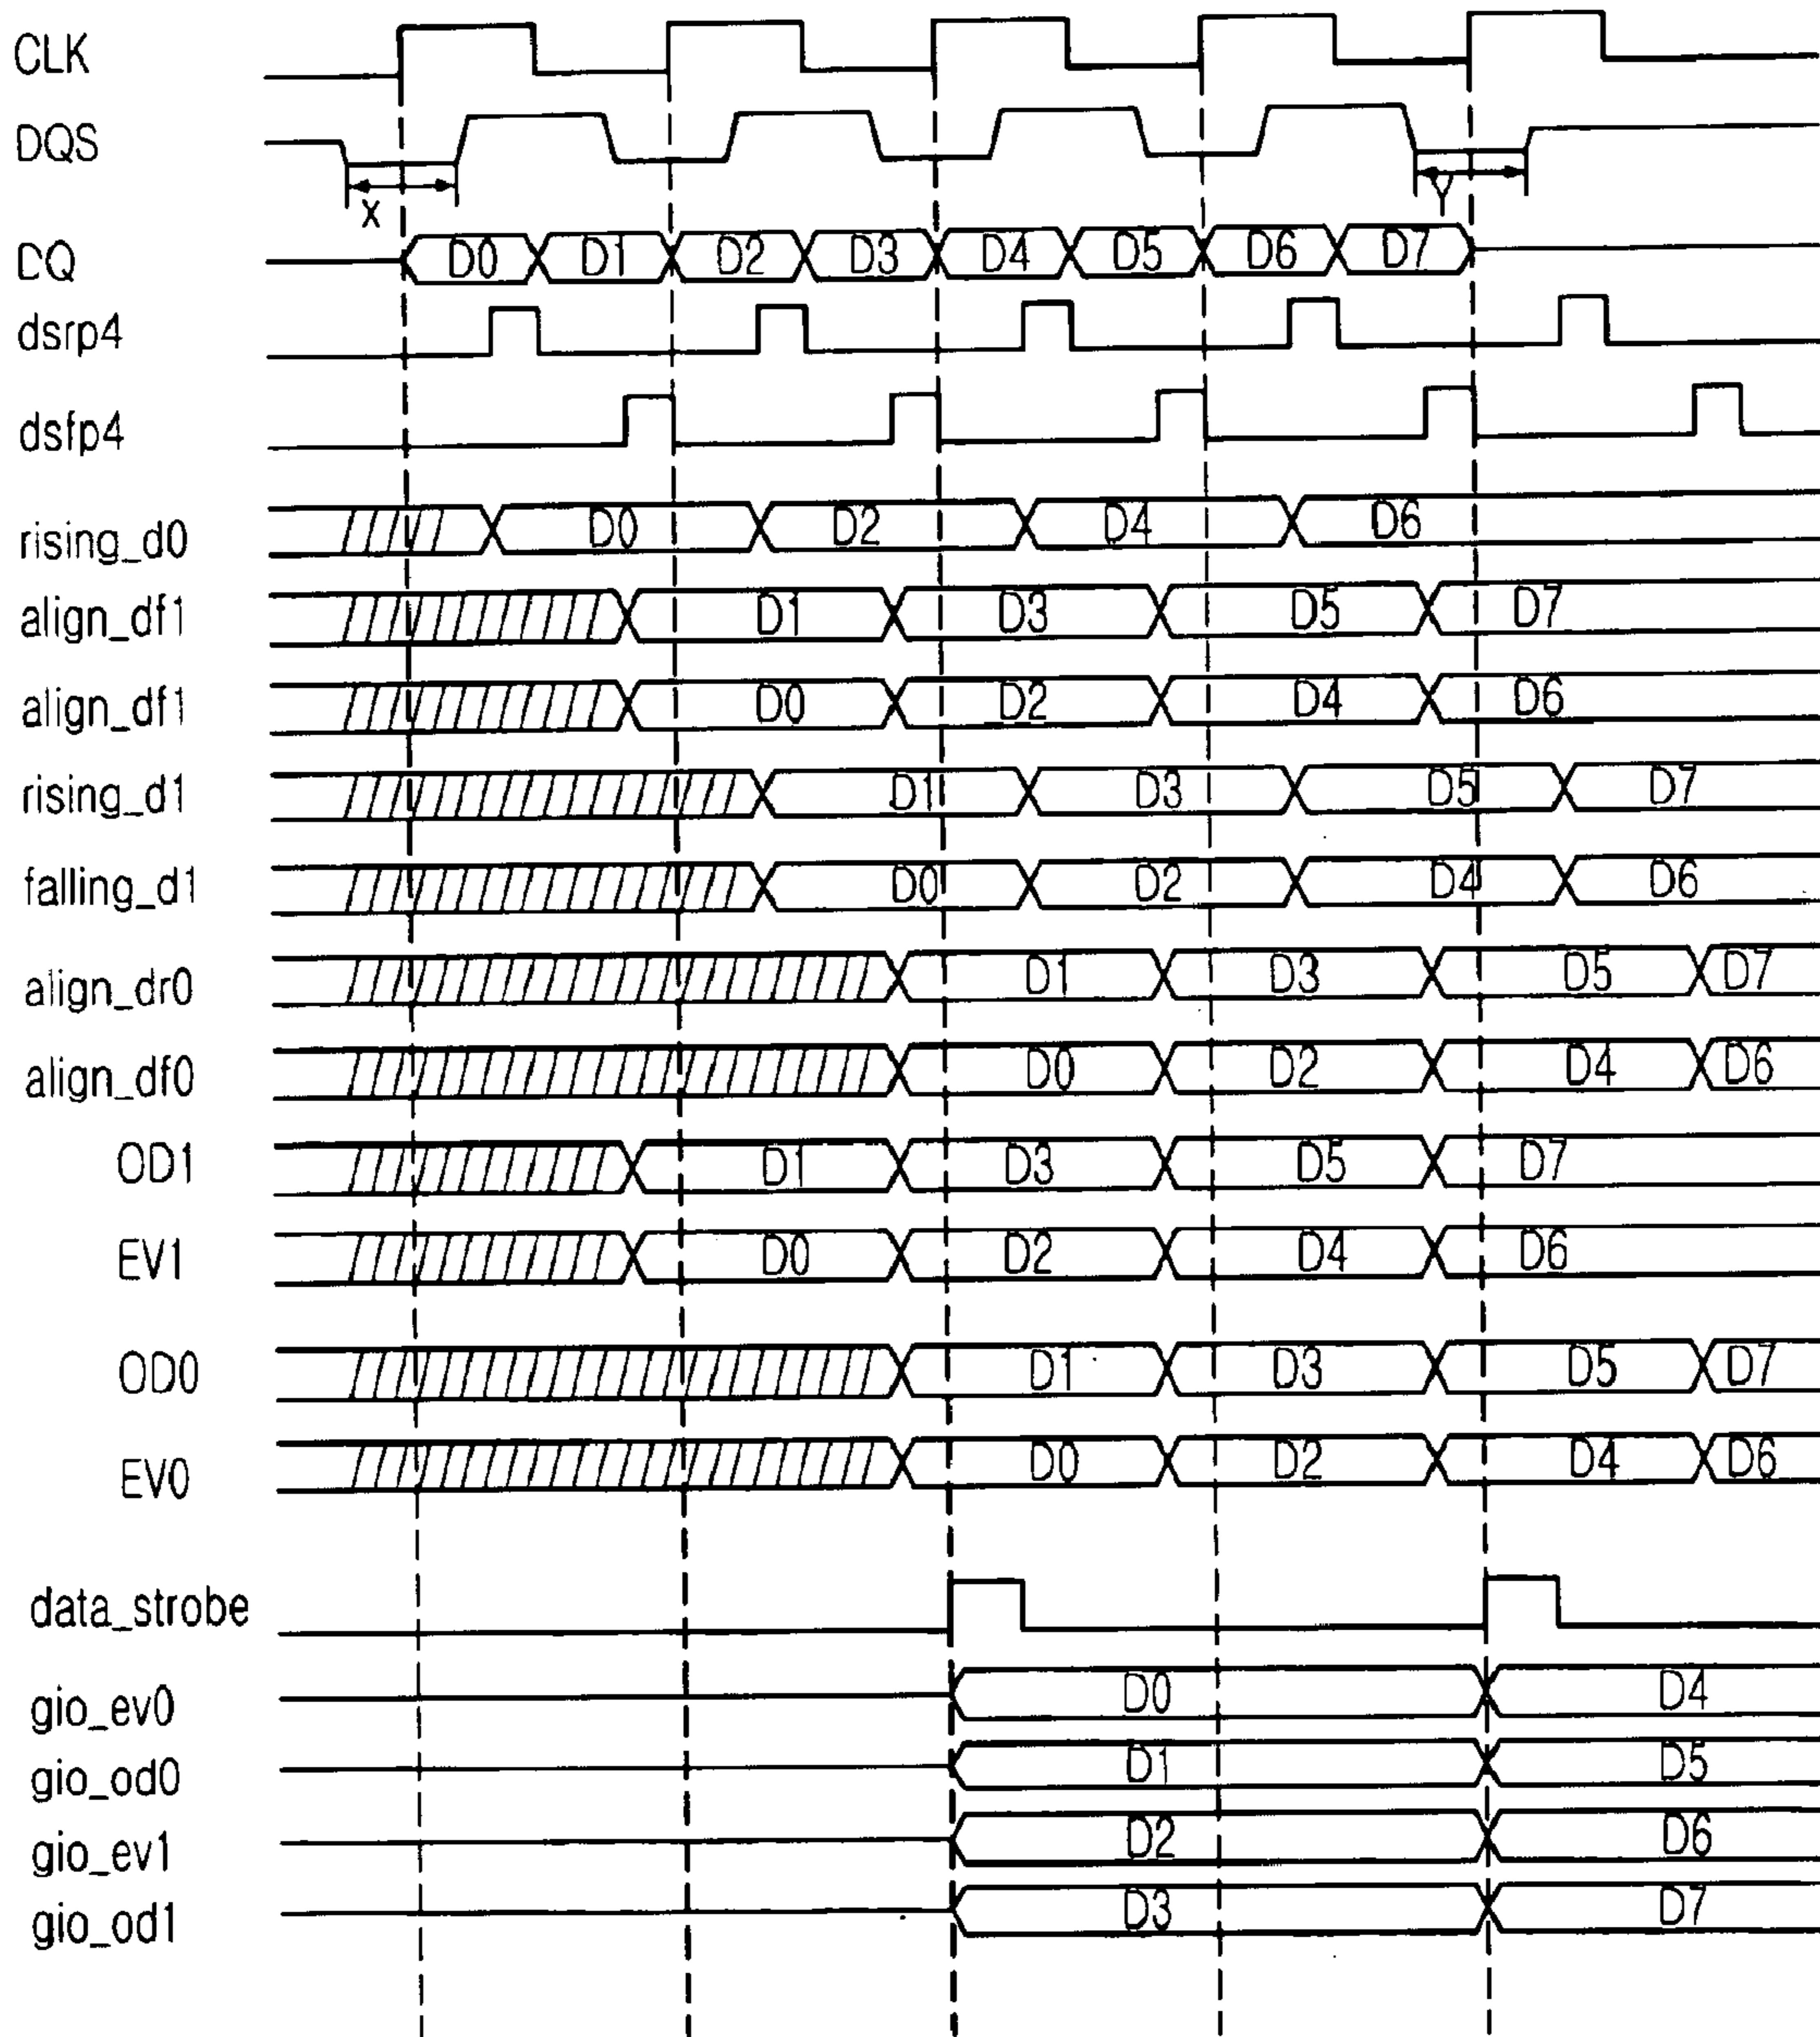 CLK
DQS
X Y
DQ D0 D1 D2 D3 D4 D5 D6 D7
dsrp4
dsfp4
rising_d0 D0 D2 D4 D6
align_df1 D1 D3 D5 D7
align_df1 D0 D2 D4 D6
rising_d1 D1 D3 D5 D7
falling_d1 D0 D2 D4 D6
align_dr0 D1 D3 D5 D7
align_df0 D0 D2 D4 D6
OD1 D1 D3 D5 D7
EV1 D0 D2 D4 D6
OD0 D1 D3 D5 D7
EV0 D0 D2 D4 D6
data_strobe
gio_ev0 D0 D4
gio_od0 D1 D5
gio_ev1 D2 D6
gio_od1 D3 D7